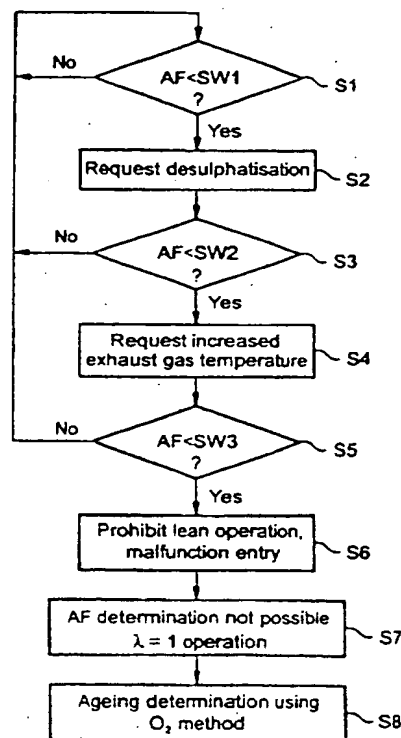 No
AF<SW1
?
S1
Yes
Request desulphatisation
S2
No
AF<SW2
?
S3
Yes
Request increased
exhaust gas temperature
S4
No
AF<SW3
?
S5
Yes
Prohibit lean operation,
malfunction entry
S6
AF determination not possible
λ = 1 operation
S7
Ageing determination using
O₂ method
S8